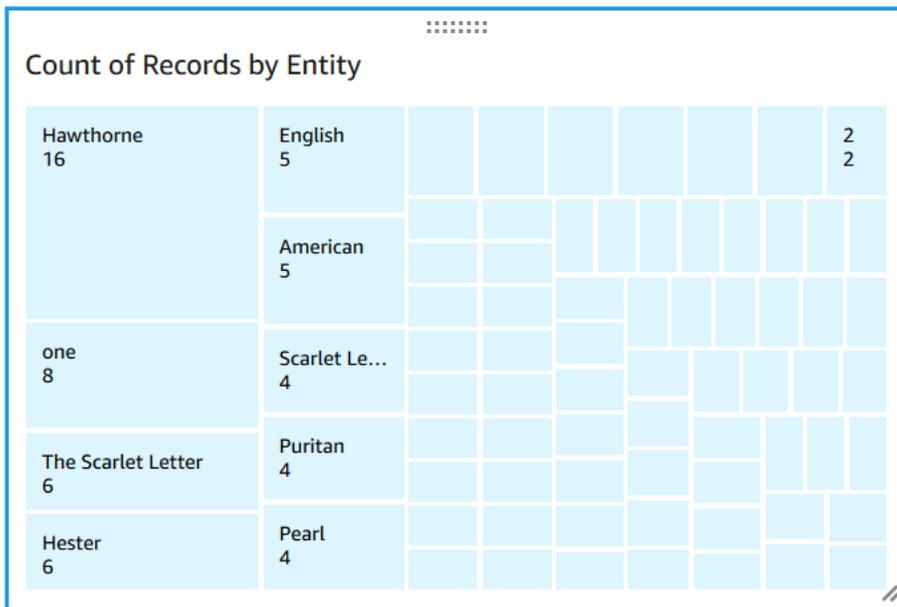 Count of Records by Entity
Hawthorne
16
one
8
The Scarlet Letter
6
Hester
6
English
5
American
5
Scarlet Le...
4
Puritan
4
Pearl
4
2
2